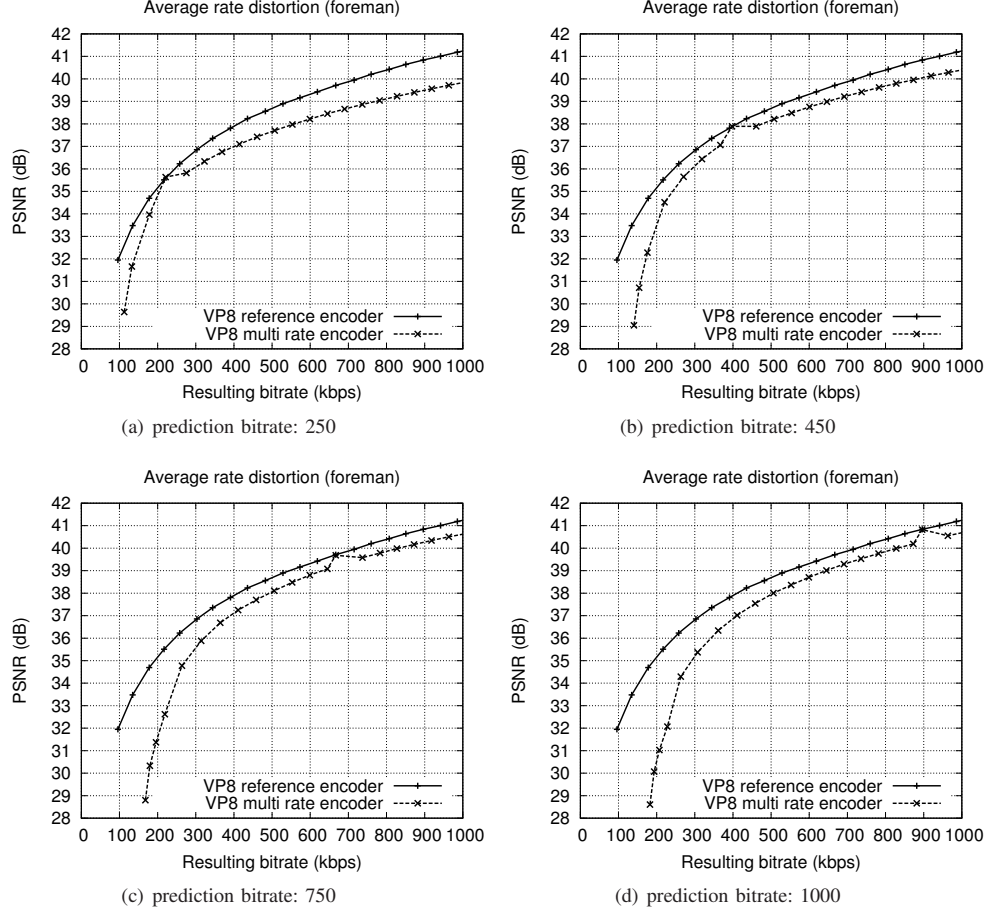 Average rate distortion (foreman)
42
41
40
39
38
37
36
35
34
33
32
31
30
29
28
PSNR (dB)
VP8 reference encoder
VP8 multi rate encoder
0 100 200 300 400 500 600 700 800 900 1000
Resulting bitrate (kbps)
(a) prediction bitrate: 250
Average rate distortion (foreman)
42
41
40
39
38
37
36
35
34
33
32
31
30
29
28
PSNR (dB)
VP8 reference encoder
VP8 multi rate encoder
0 100 200 300 400 500 600 700 800 900 1000
Resulting bitrate (kbps)
(b) prediction bitrate: 450
Average rate distortion (foreman)
42
41
40
39
38
37
36
35
34
33
32
31
30
29
28
PSNR (dB)
VP8 reference encoder
VP8 multi rate encoder
0 100 200 300 400 500 600 700 800 900 1000
Resulting bitrate (kbps)
(c) prediction bitrate: 750
Average rate distortion (foreman)
42
41
40
39
38
37
36
35
34
33
32
31
30
29
28
PSNR (dB)
VP8 reference encoder
VP8 multi rate encoder
0 100 200 300 400 500 600 700 800 900 1000
Resulting bitrate (kbps)
(d) prediction bitrate: 1000